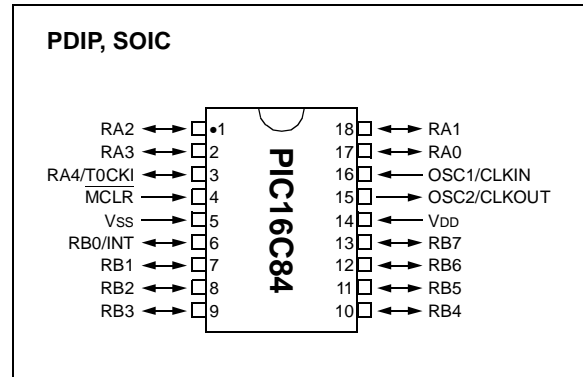 PDIP, SOIC
RA2 •1 18 RA1
RA3 2 17 RA0
RA4/T0CKI 3 16 OSC1/CLKIN
MCLR 4 15 OSC2/CLKOUT
VSS 5 14 VDD
RB0/INT 6 13 RB7
RB1 7 12 RB6
RB2 8 11 RB5
RB3 9 10 RB4
PIC16C84